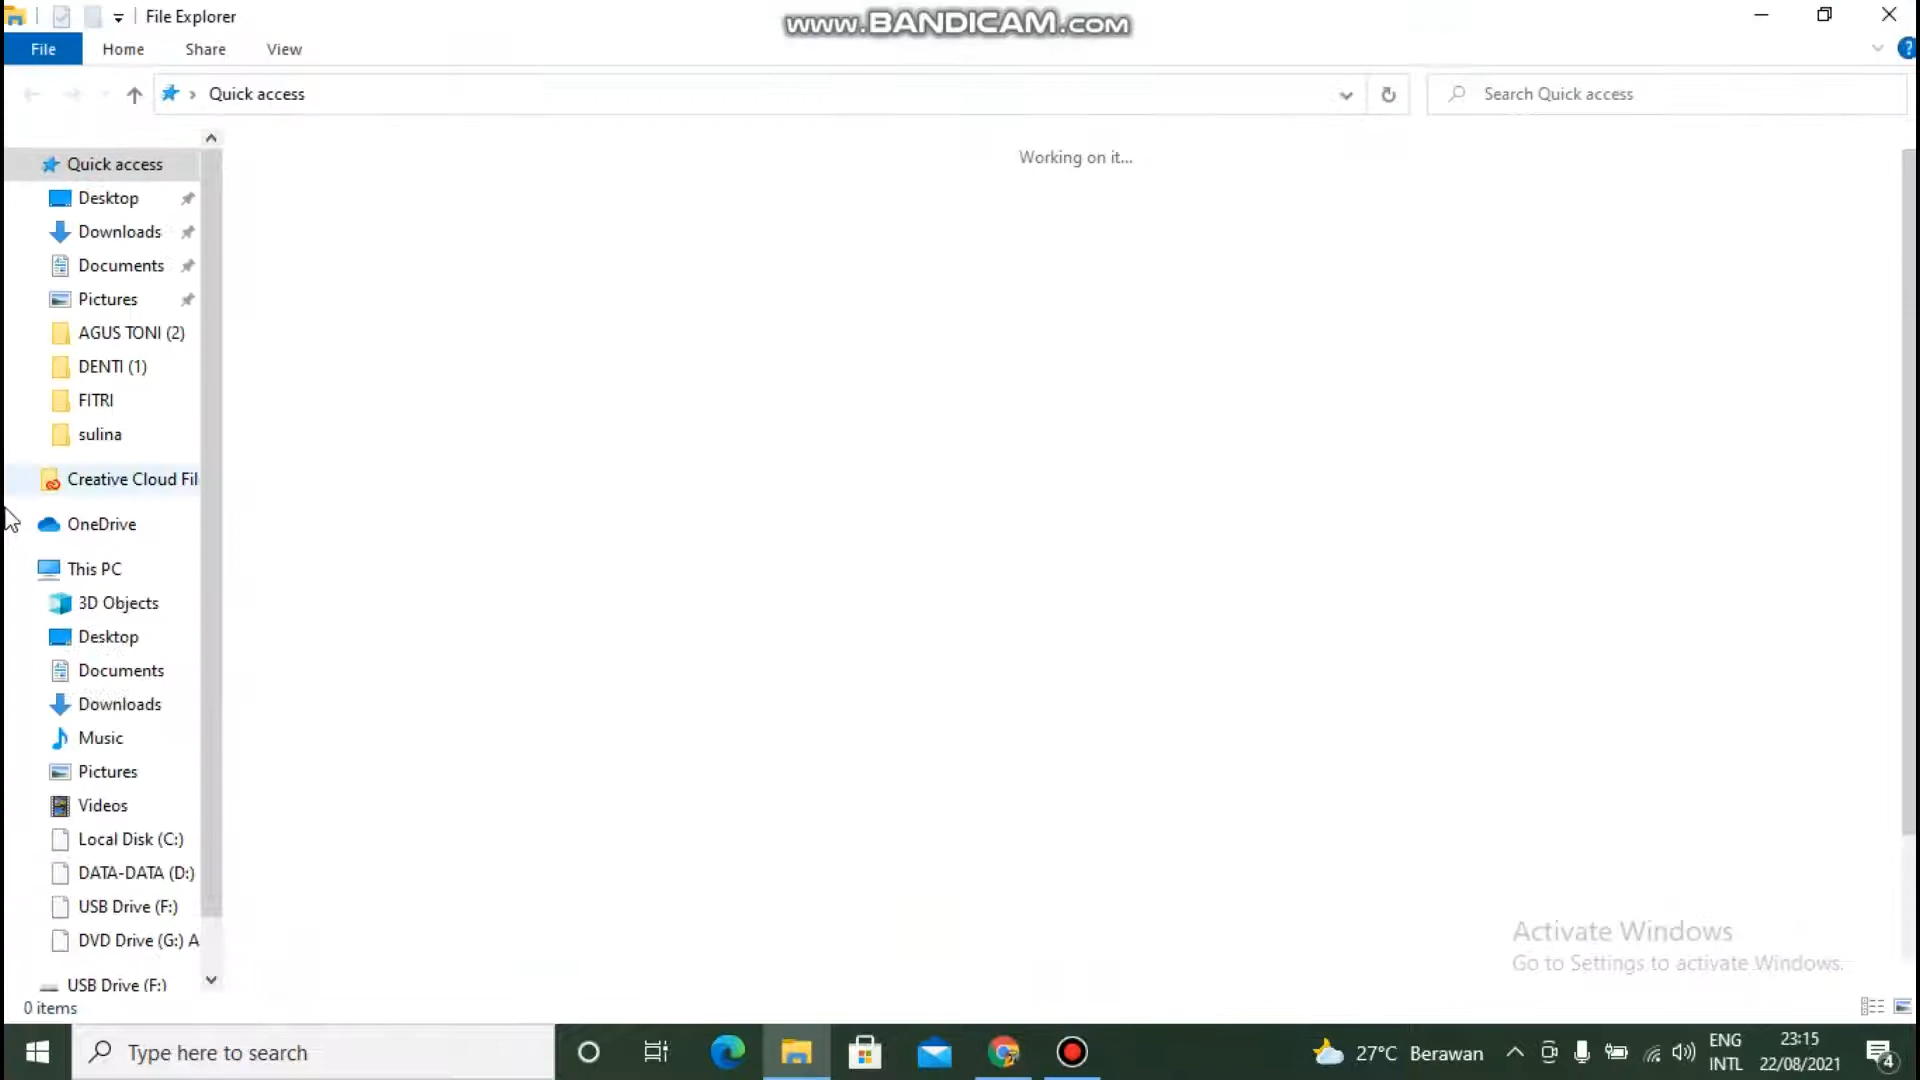 File Explorer
www.BANDICAM.com
File
Home
Share
View
?
Quick access
Search Quick access
Working on it...
Quick access
Desktop
Downloads
Documents
Pictures
AGUS TONI (2)
DENTI (1)
FITRI
sulina
Creative Cloud Fil
OneDrive
This PC
3D Objects
Desktop
Documents
Downloads
Music
Pictures
Videos
Local Disk (C:)
DATA-DATA (D:)
USB Drive (F:)
DVD Drive (G:) A
USB Drive (F:)
Activate Windows
Go to Settings to activate Windows.
0 items
Type here to search
27°C Berawan
ENG
INTL
23:15
22/08/2021
4